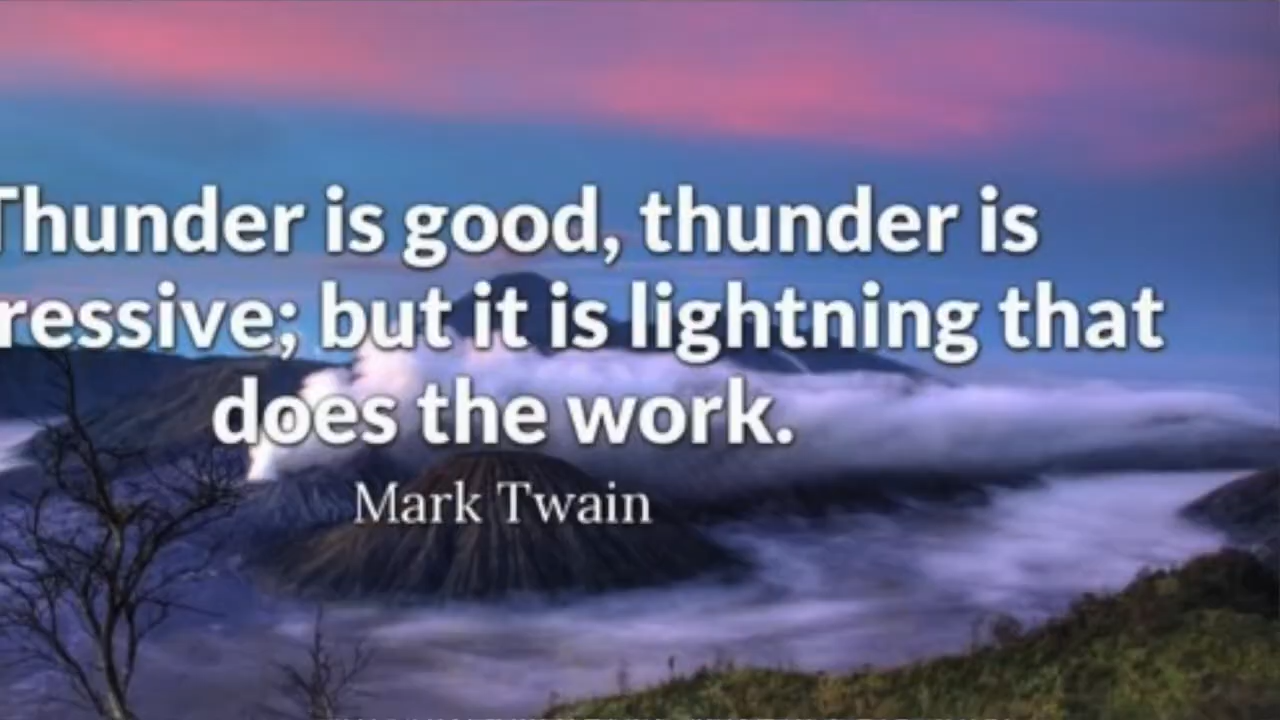 Thunder is good, thunder is
ressive; but it is lightning that
does the work.
Mark Twain